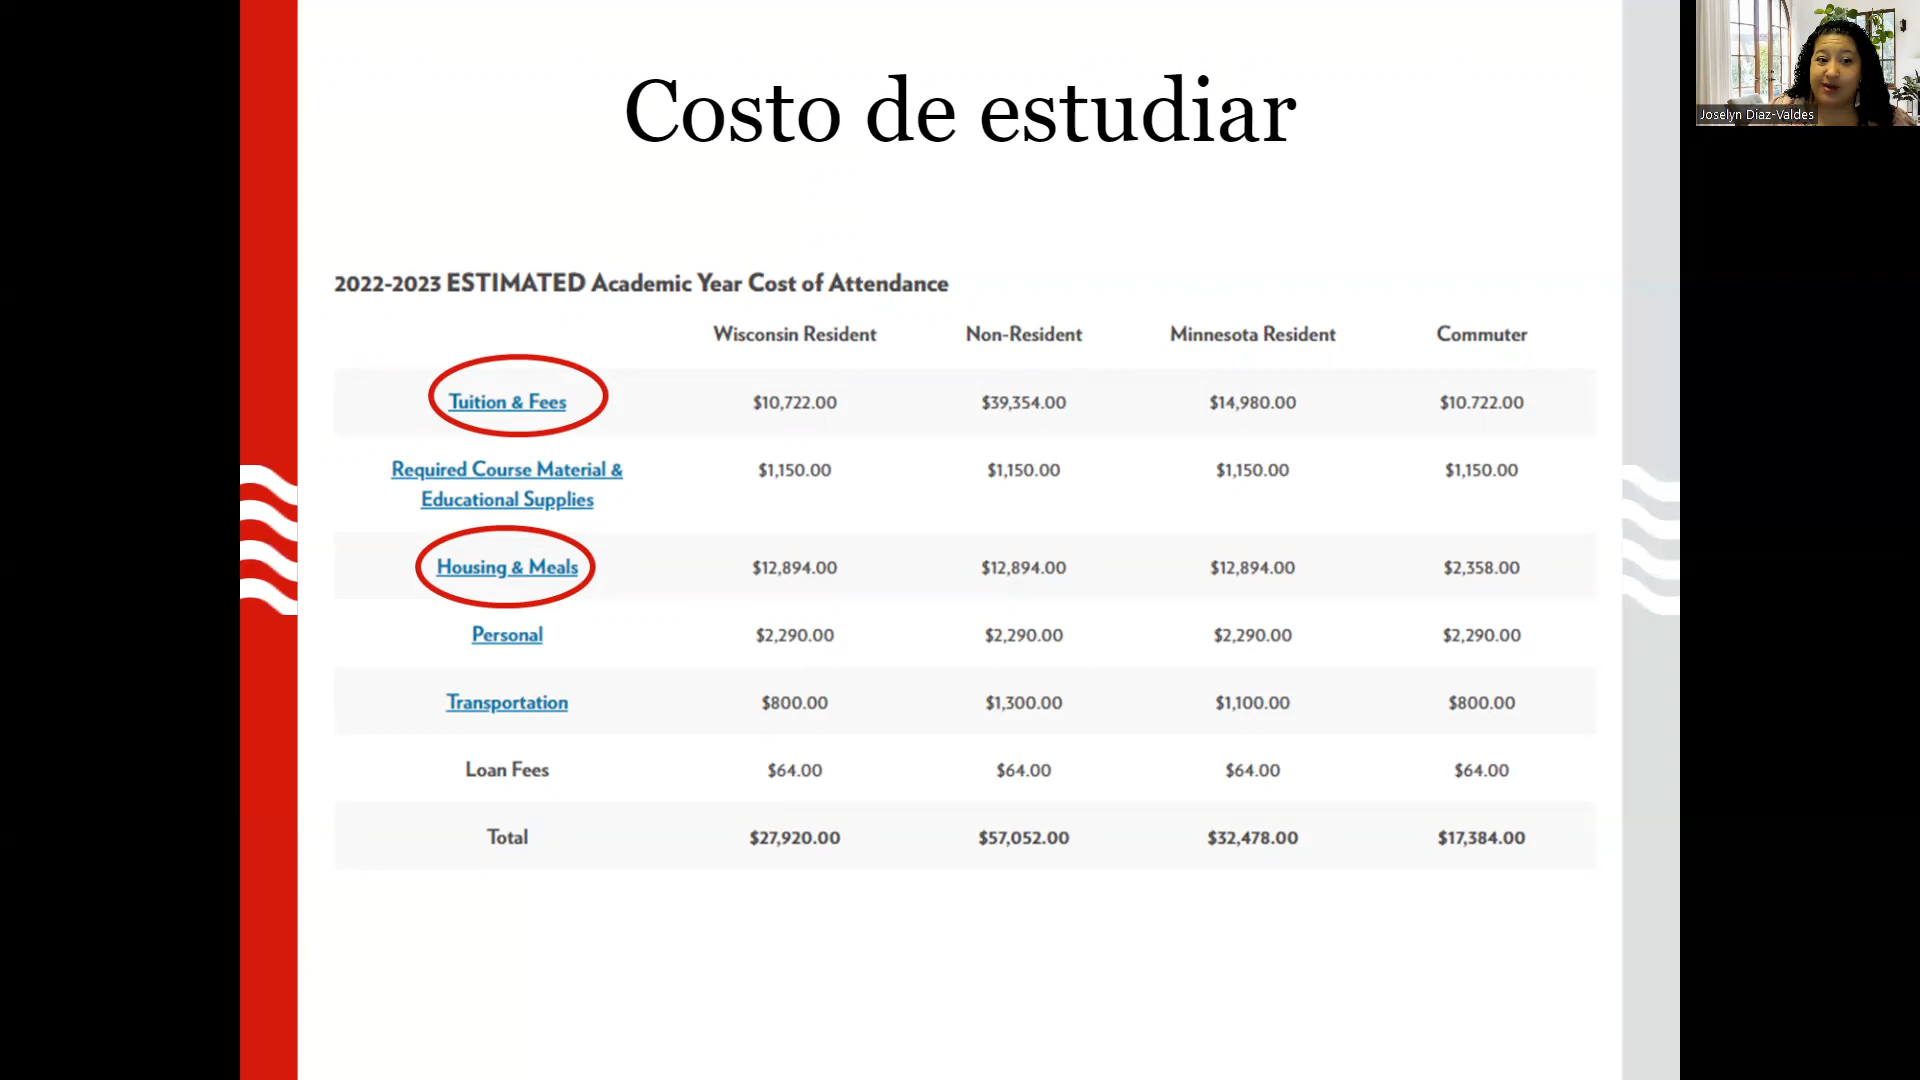 Costo de estudiar
Joselyn Diaz-Valdes
2022-2023 ESTIMATED Academic Year Cost of Attendance
Wisconsin Resident Non-Resident Minnesota Resident Commuter
Tuition & Fees $10,722.00 $39,354.00 $14,980.00 $10.722.00
Required Course Material & $1,150.00 $1,150.00 $1,150.00 $1,150.00
Educational Supplies
Housing & Meals $12,894.00 $12,894.00 $12,894.00 $2,358.00
Personal $2,290.00 $2,290.00 $2,290.00 $2,290.00
Transportation $800.00 $1,300.00 $1,100.00 $800.00
Loan Fees $64.00 $64.00 $64.00 $64.00
Total $27,920.00 $57,052.00 $32,478.00 $17,384.00